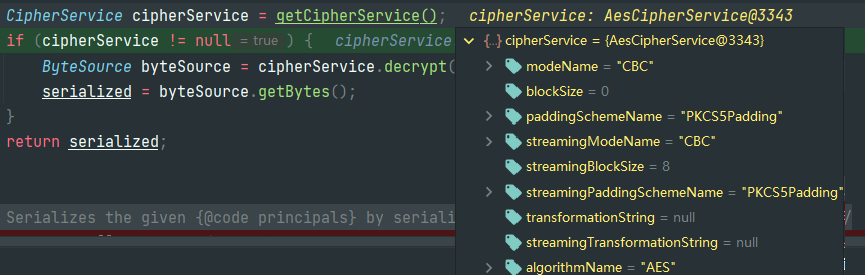 CipherService cipherService = getCipherService(); cipherService: AesCipherService@3343
if (cipherService != null = true ) { cipherService
ByteSource byteSource = cipherService.decrypt(
serialized = byteSource.getBytes();
}
return serialized;
Serializes the given {@code principals} by seriali
{..} cipherService = {AesCipherService@3343}
modeName = "CBC"
blockSize = 0
paddingSchemeName = "PKCS5Padding"
streamingModeName = "CBC"
streamingBlockSize = 8
streamingPaddingSchemeName = "PKCS5Padding"
transformationString = null
streamingTransformationString = null
algorithmName = "AES"